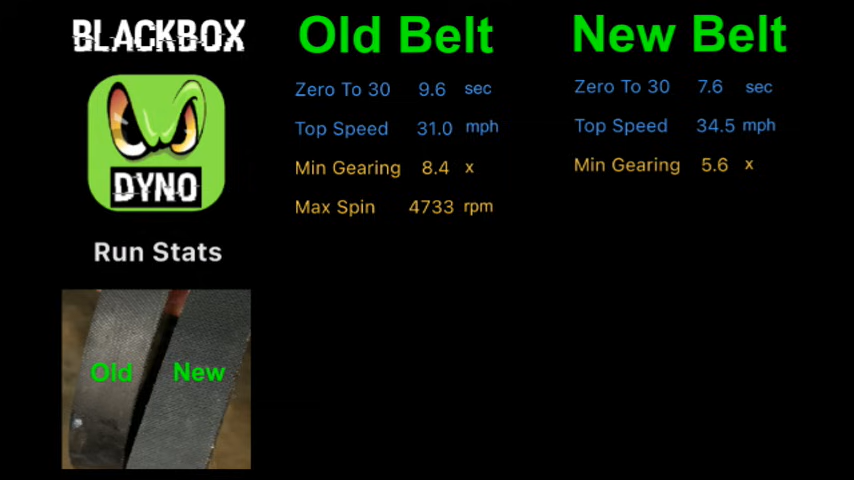 BLACKBOX
DYNO
Run Stats
Old New
Old Belt
Zero To 30 9.6 sec
Top Speed 31.0 mph
Min Gearing 8.4 x
Max Spin 4733 rpm
New Belt
Zero To 30 7.6 sec
Top Speed 34.5 mph
Min Gearing 5.6 x